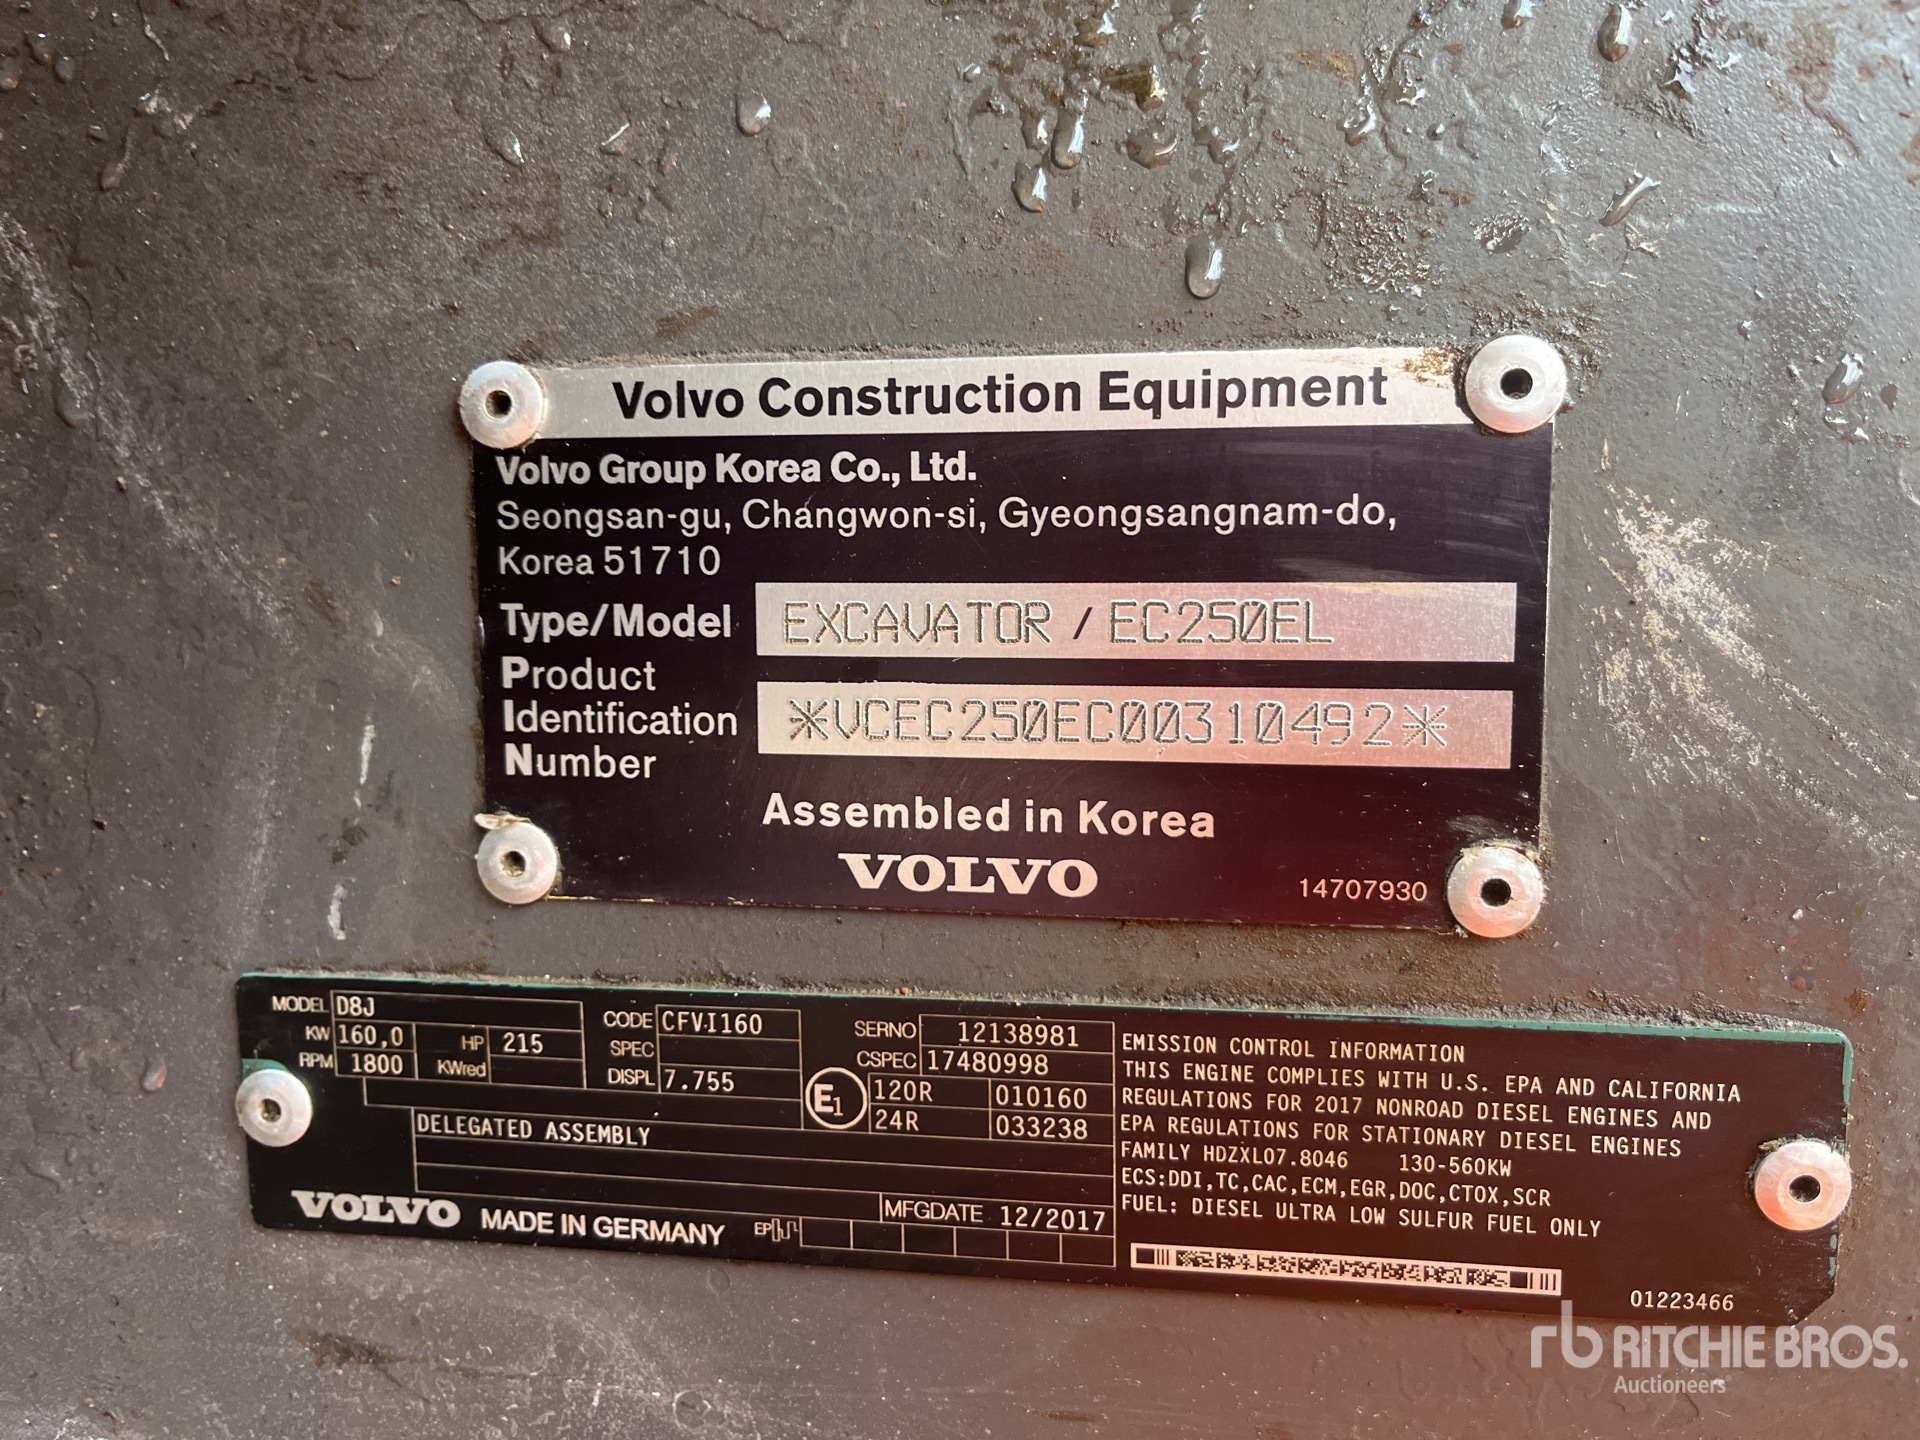 Volvo Construction Equipment
Volvo Group Korea Co., Ltd.
Seongsan-gu, Changwon-si, Gyeongsangnam-do,
Korea 51710
Type/Model EXCAVATOR / EC250EL
Product
Identification *VCEC250EC00310492*
Number
Assembled in Korea
VOLVO
14707930
MODEL D8J
KW 160,0 HP 215
RPM 1800 KWred
CODE CFV.I160
SPEC
DISPL 7.755
SERNO 12138981
CSPEC 17480998
E1 120R 010160
24R 033238
DELEGATED ASSEMBLY
MFGDATE 12/2017
VOLVO MADE IN GERMANY EP
EMISSION CONTROL INFORMATION
THIS ENGINE COMPLIES WITH U.S. EPA AND CALIFORNIA
REGULATIONS FOR 2017 NONROAD DIESEL ENGINES AND
EPA REGULATIONS FOR STATIONARY DIESEL ENGINES
FAMILY HDZXL07.8046 130-560KW
ECS:DDI,TC,CAC,ECM,EGR,DOC,CTOX,SCR
FUEL: DIESEL ULTRA LOW SULFUR FUEL ONLY
01223466
rb RITCHIE BROS.
Auctioneers